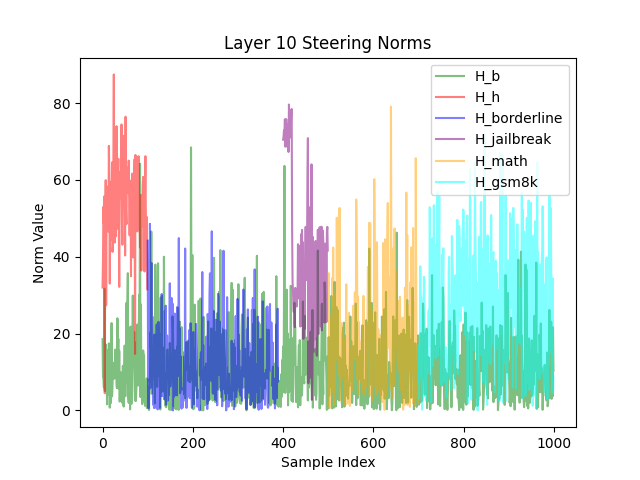 Layer 10 Steering Norms
H_b
H_h
H_borderline
H_jailbreak
H_math
H_gsm8k
80
60
40
20
0
Norm Value
0 200 400 600 800 1000
Sample Index